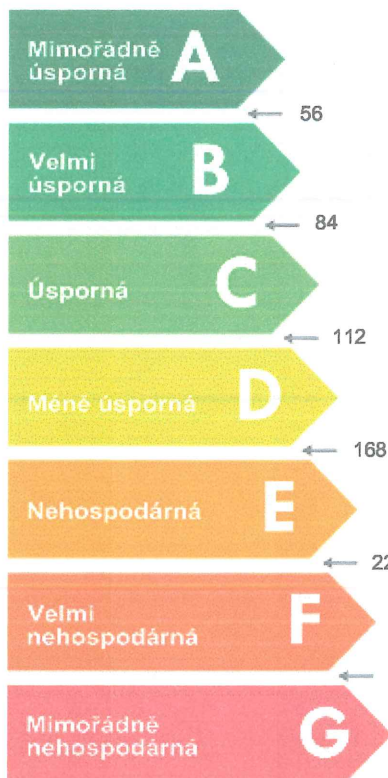 Mimořádně
úsporná
A
56
Velmi
úsporná
B
84
Úsporná
C
112
Méně úsporná
D
168
Nehospodárná
E
Velmi
nehospodárná
F
Mimořádně
nehospodárná
G